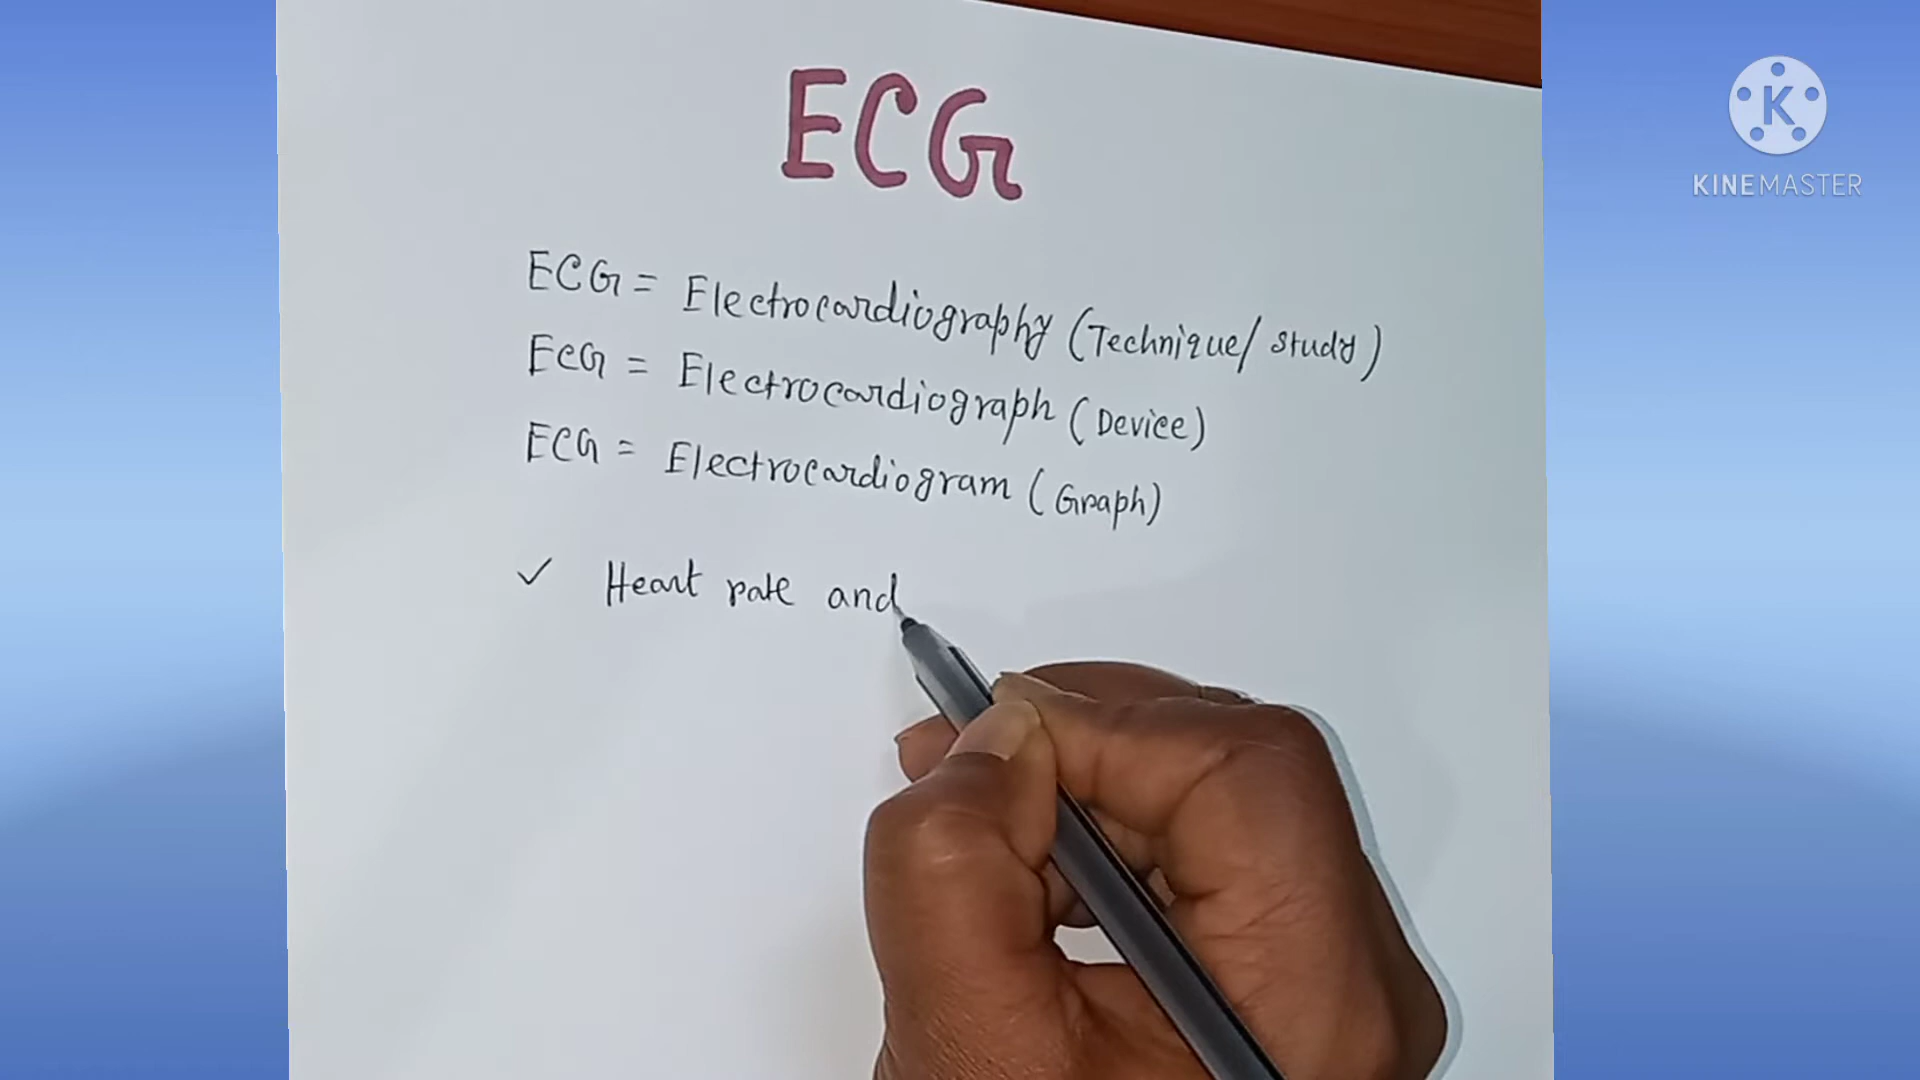 ECG
ECG = Electrocardiography (Technique/ Study)
ECG = Electrocardiograph (Device)
ECG = Electrocardiogram (Graph)
✓ Heart rate and
K
KINEMASTER